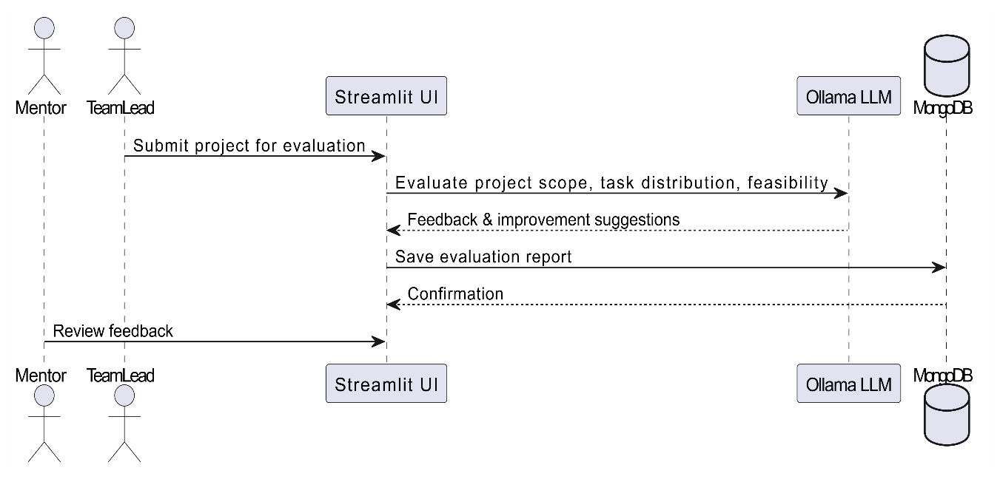 Mentor
TeamLead
Streamlit UI
Ollama LLM
MongoDB
Submit project for evaluation
Evaluate project scope, task distribution, feasibility
Feedback & improvement suggestions
Save evaluation report
Confirmation
Review feedback
Mentor
TeamLead
Streamlit UI
Ollama LLM
MongoDB